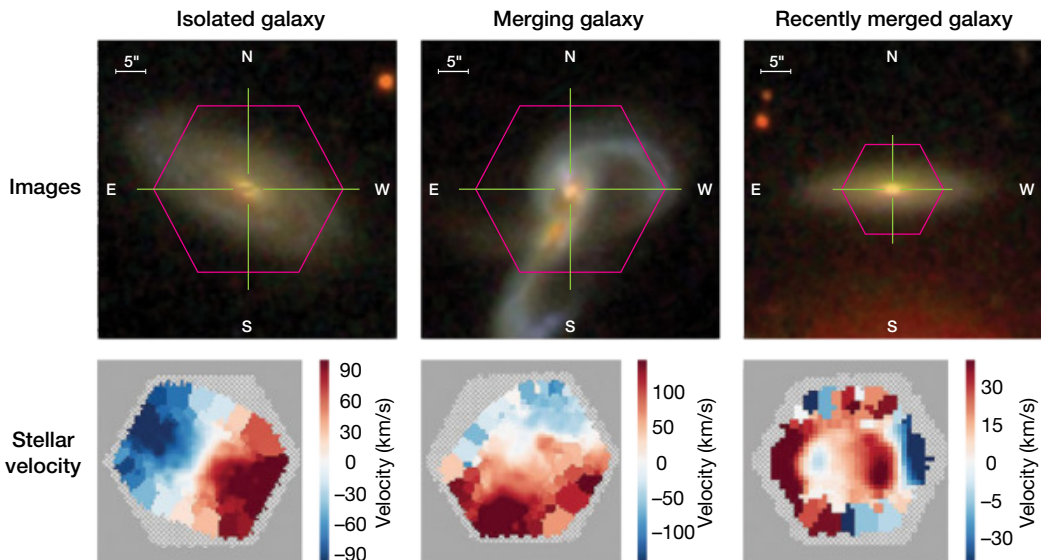 Isolated galaxy
Merging galaxy
Recently merged galaxy
Images
5"
N
E
W
S
5"
N
E
W
S
5"
N
E
W
S
Stellar
velocity
90
60
30
0
−30
−60
−90
Velocity (km/s)
100
50
0
−50
−100
Velocity (km/s)
30
15
0
−5
−30
Velocity (km/s)